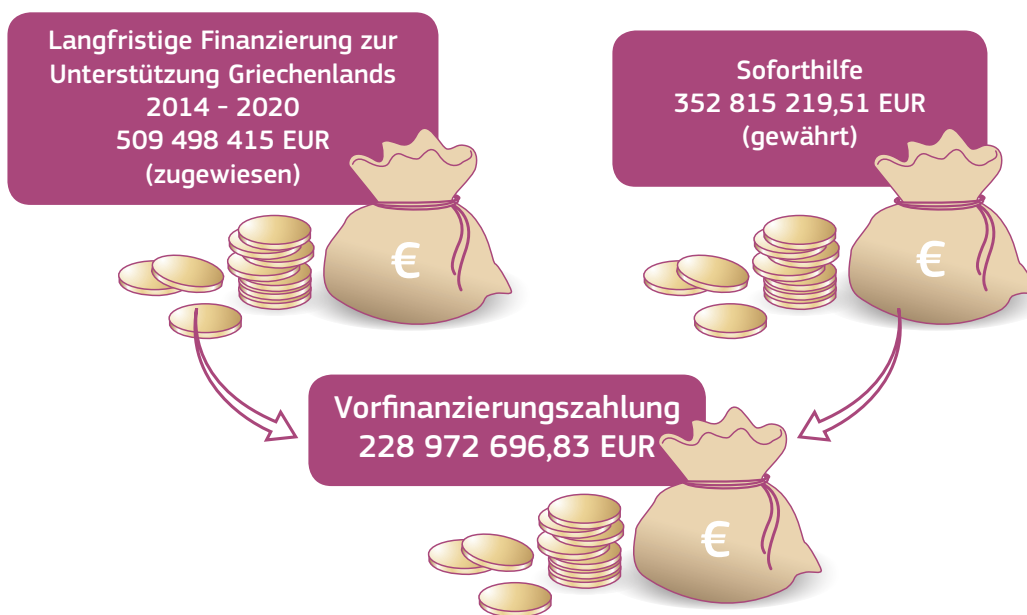 Langfristige Finanzierung zur
Unterstützung Griechenlands
2014 - 2020
509 498 415 EUR
(zugewiesen)
€
Soforthilfe
352 815 219,51 EUR
(gewährt)
€
Vorfinanzierungszahlung
228 972 696,83 EUR
€